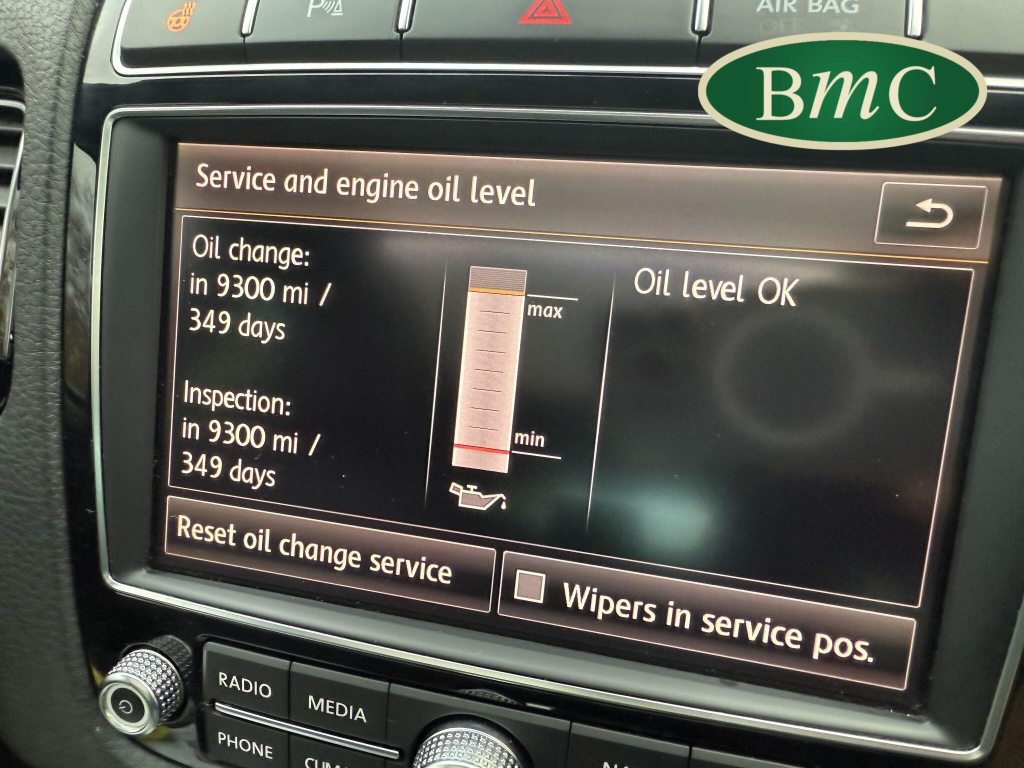 P
AIR BAG
OFF
BmC
Service and engine oil level
Oil change:
in 9300 mi /
349 days
Oil level OK
max
Inspection:
in 9300 mi /
349 days
min
Reset oil change service
Wipers in service pos.
RADIO
MEDIA
PHONE